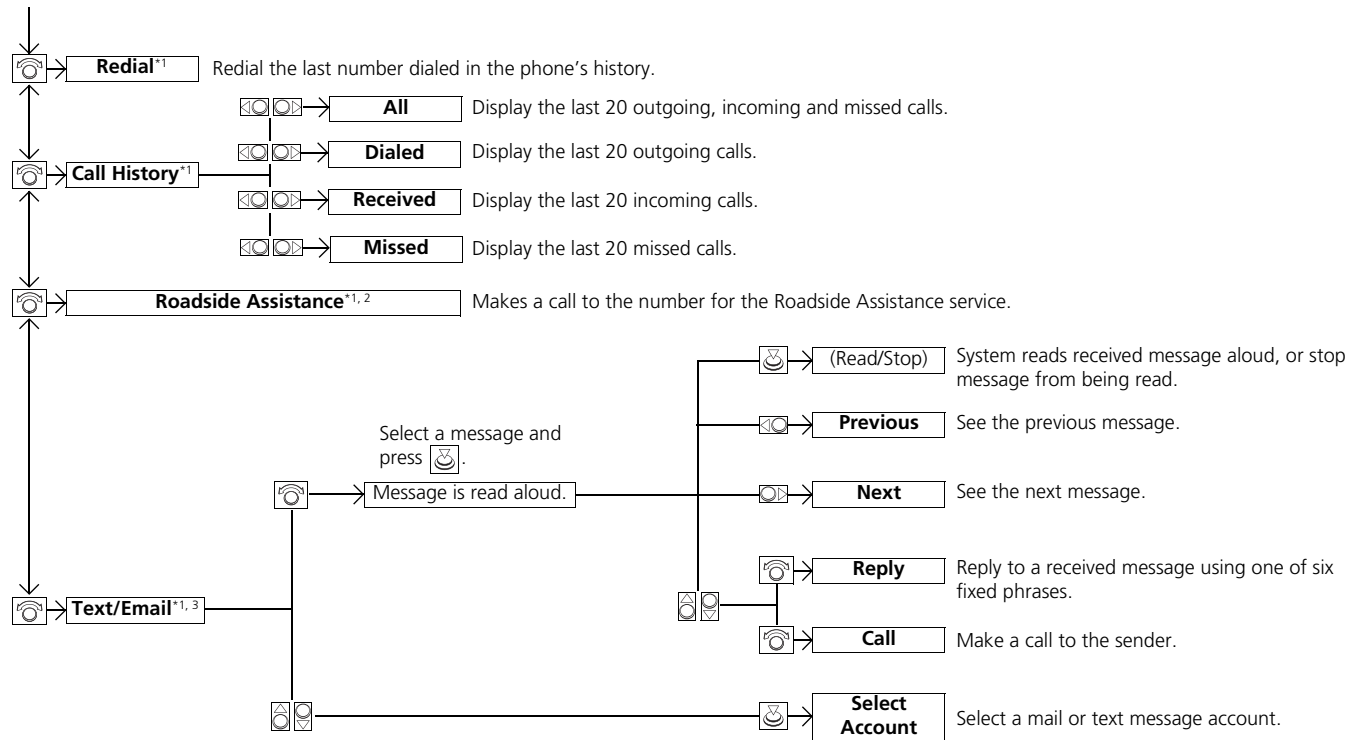 Redial*1 Redial the last number dialed in the phone's history.
All Display the last 20 outgoing, incoming and missed calls.
Dialed Display the last 20 outgoing calls.
Call History*1
Received Display the last 20 incoming calls.
Missed Display the last 20 missed calls.
Roadside Assistance*1, 2 Makes a call to the number for the Roadside Assistance service.
(Read/Stop) System reads received message aloud, or stop
message from being read.
Previous See the previous message.
Select a message and
press .
Message is read aloud.
Next See the next message.
Reply Reply to a received message using one of six
fixed phrases.
Text/Email*1, 3
Call Make a call to the sender.
Select
Account Select a mail or text message account.